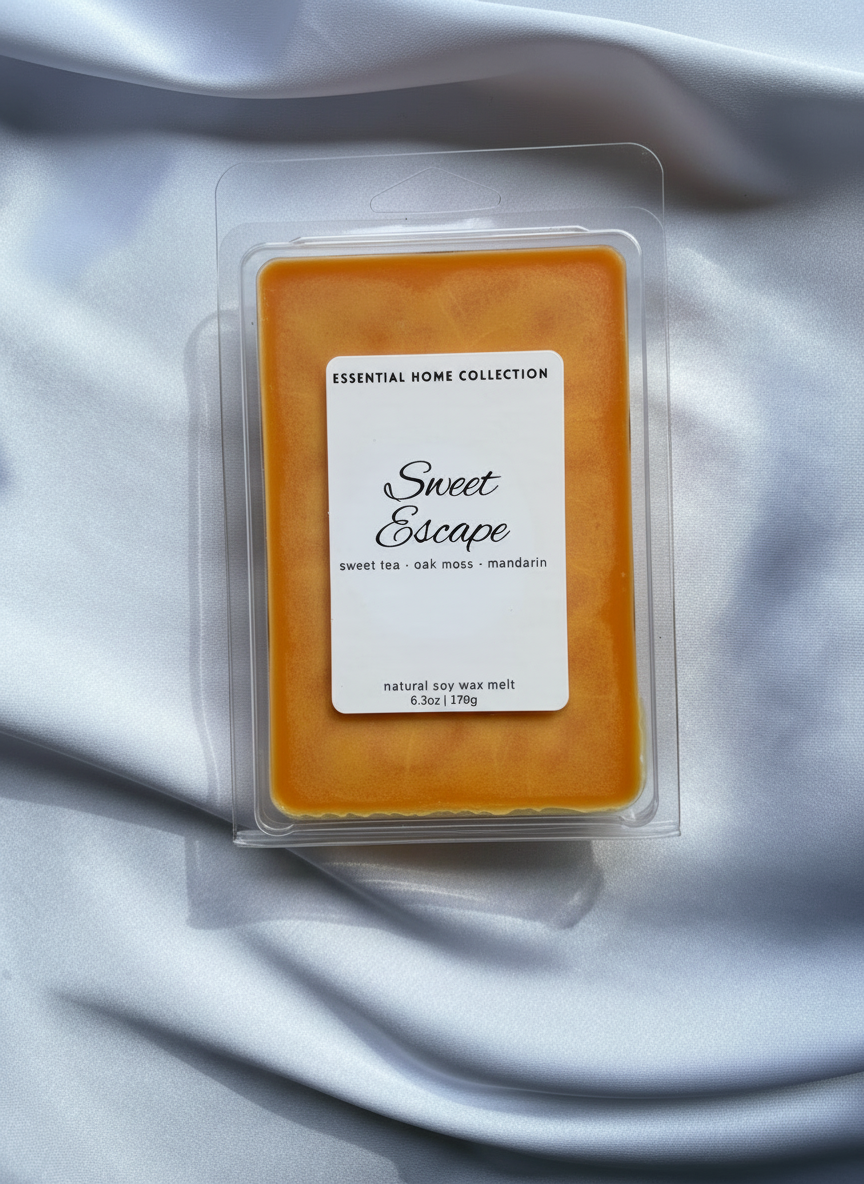 ESSENTIAL HOME COLLECTION
Sweet
Escape
sweet tea - oak moss - mandarin
natural soy wax melt
6.3oz | 179g